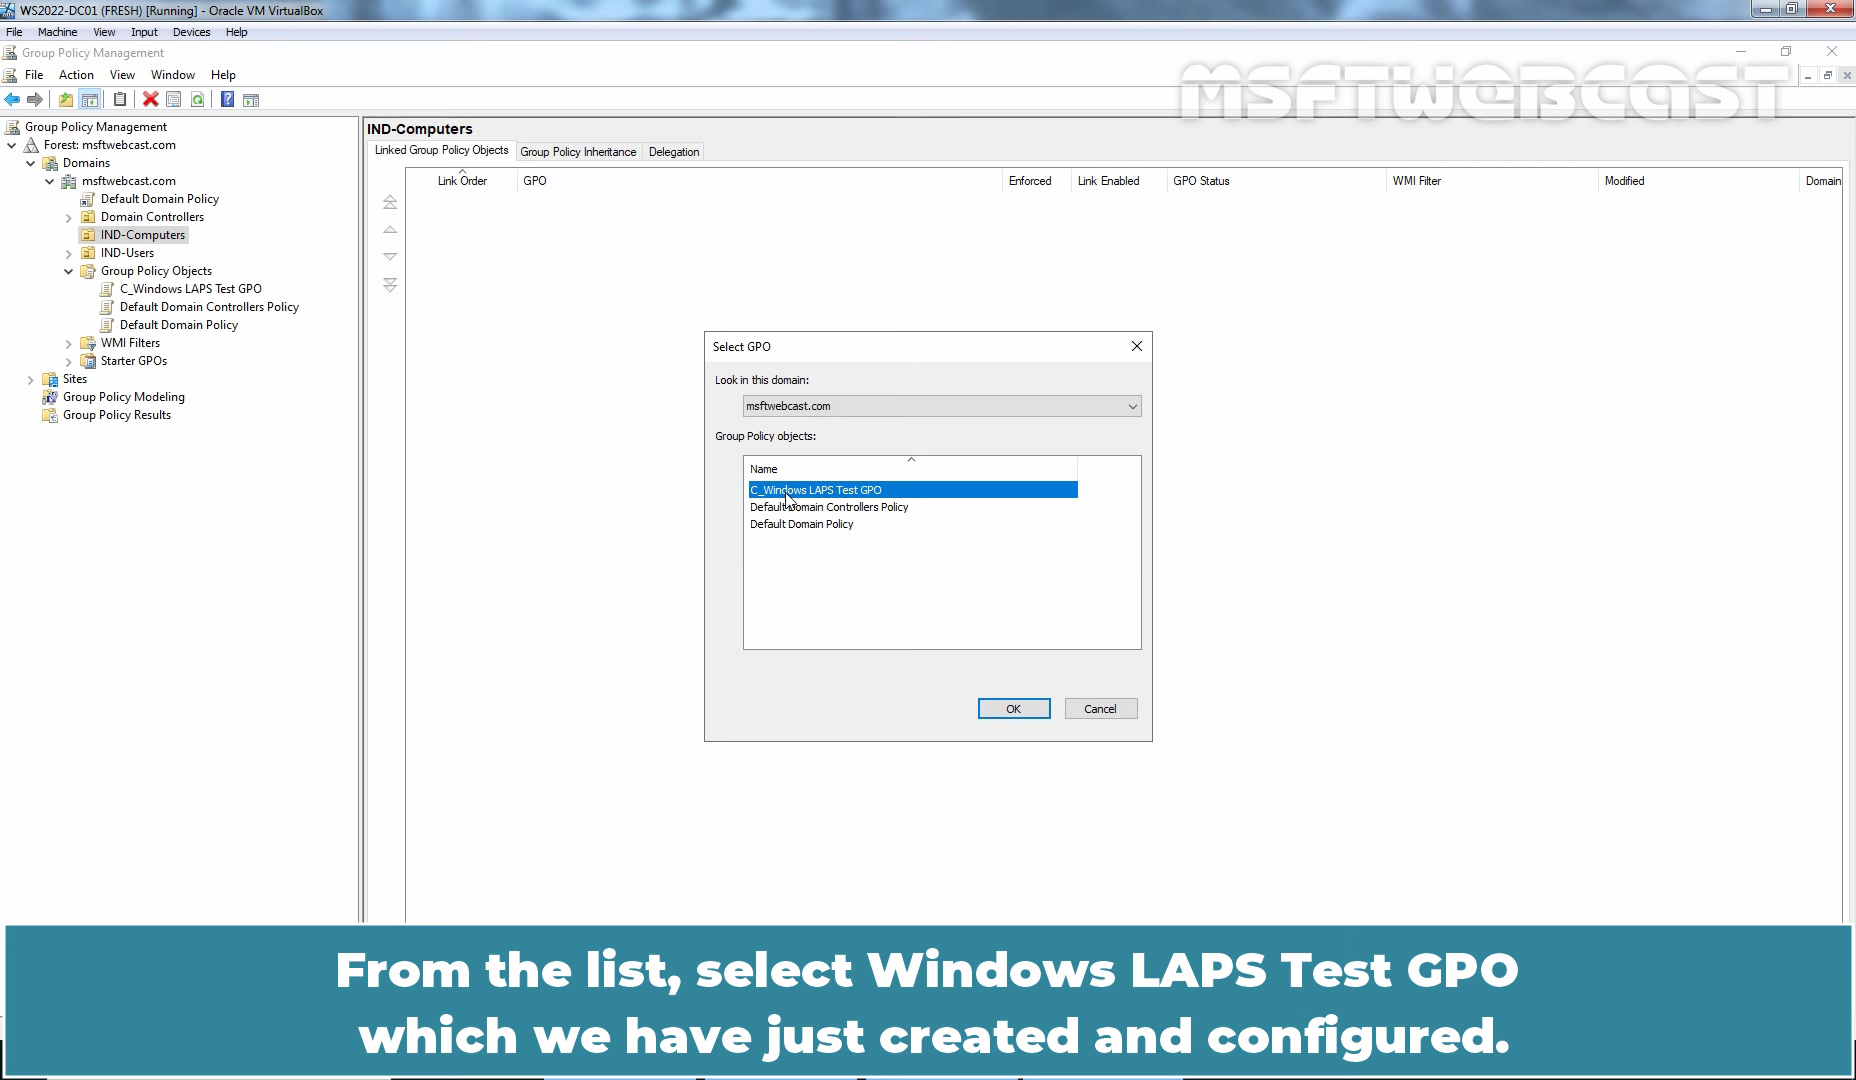 WS2022-DC01 (FRESH) [Running] - Oracle VM VirtualBox
File Machine View Input Devices Help
Group Policy Management
File Action View Window Help
MSFTWEBCAST
Group Policy Management
Forest: msftwebcast.com
Domains
msftwebcast.com
Default Domain Policy
Domain Controllers
IND-Computers
IND-Users
Group Policy Objects
C_Windows LAPS Test GPO
Default Domain Controllers Policy
Default Domain Policy
WMI Filters
Starter GPOs
Sites
Group Policy Modeling
Group Policy Results
IND-Computers
Linked Group Policy Objects Group Policy Inheritance Delegation
Link Order GPO Enforced Link Enabled GPO Status WMI Filter Modified Domain
Select GPO
Look in this domain:
msftwebcast.com
Group Policy objects:
Name
C_Windows LAPS Test GPO
Default Domain Controllers Policy
Default Domain Policy
OK Cancel
From the list, select Windows LAPS Test GPO
which we have just created and configured.